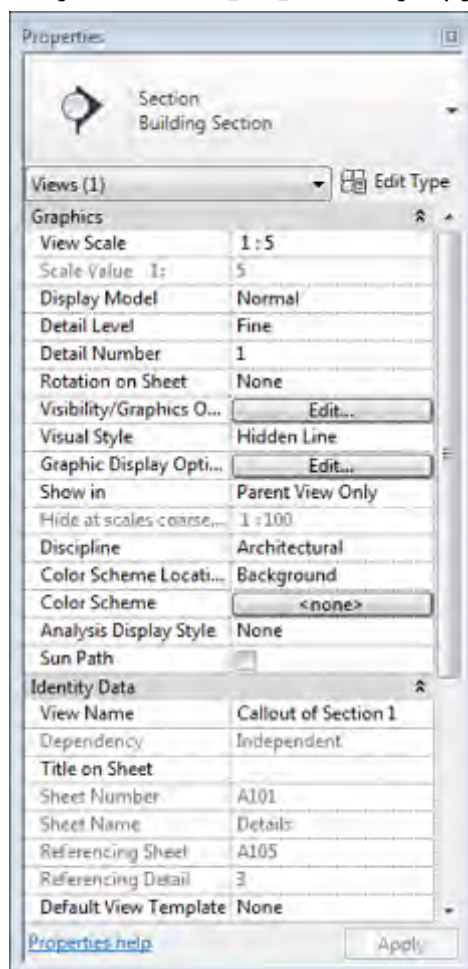 Properties
Section
Building Section
Views (1) Edit Type
Graphics
View Scale 1:5
Scale Value 1: 5
Display Model Normal
Detail Level Fine
Detail Number 1
Rotation on Sheet None
Visibility/Graphics O... Edit...
Visual Style Hidden Line
Graphic Display Opti... Edit...
Show in Parent View Only
Hide at scales coarse... 1:100
Discipline Architectural
Color Scheme Locati... Background
Color Scheme <none>
Analysis Display Style None
Sun Path
Identity Data
View Name Callout of Section 1
Dependency Independent
Title on Sheet
Sheet Number A101
Sheet Name Details
Referencing Sheet A105
Referencing Detail 3
Default View Template None
Properties help Apply